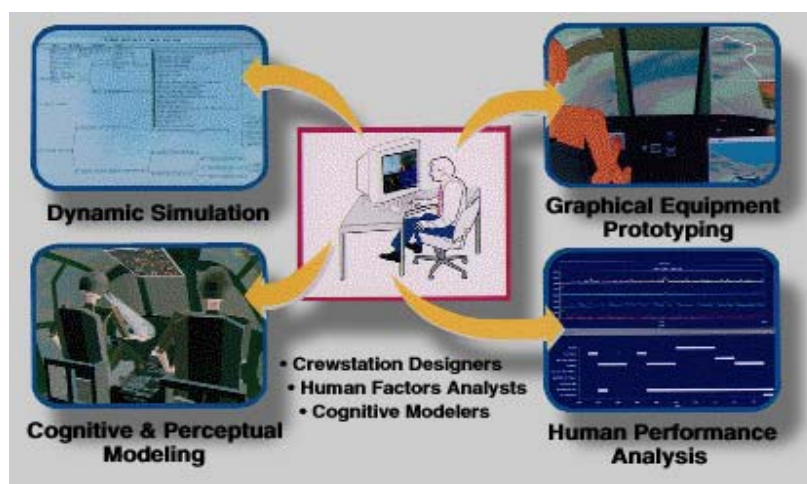 Dynamic Simulation
Graphical Equipment
Prototyping
• Crewstation Designers
• Human Factors Analysts
• Cognitive Modelers
Cognitive & Perceptual
Modeling
Human Performance
Analysis